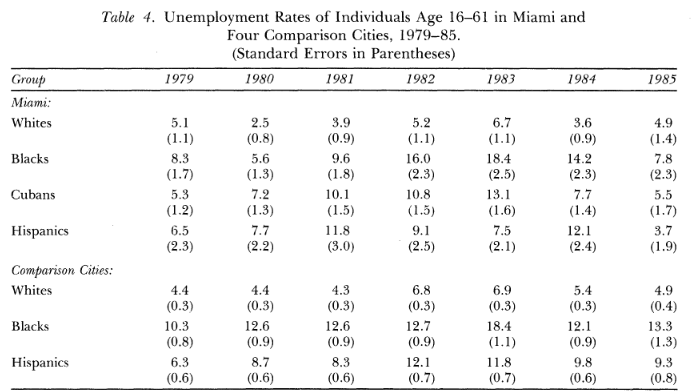 Table 4. Unemployment Rates of Individuals Age 16–61 in Miami and
Four Comparison Cities, 1979–85.
(Standard Errors in Parentheses)
Group 1979 1980 1981 1982 1983 1984 1985
Miami:
Whites 5.1 2.5 3.9 5.2 6.7 3.6 4.9
(1.1) (0.8) (0.9) (1.1) (1.1) (0.9) (1.4)
Blacks 8.3 5.6 9.6 16.0 18.4 14.2 7.8
(1.7) (1.3) (1.8) (2.3) (2.5) (2.3) (2.3)
Cubans 5.3 7.2 10.1 10.8 13.1 7.7 5.5
(1.2) (1.3) (1.5) (1.5) (1.6) (1.4) (1.7)
Hispanics 6.5 7.7 11.8 9.1 7.5 12.1 3.7
(2.3) (2.2) (3.0) (2.5) (2.1) (2.4) (1.9)
Comparison Cities:
Whites 4.4 4.4 4.3 6.8 6.9 5.4 4.9
(0.3) (0.3) (0.3) (0.3) (0.3) (0.3) (0.4)
Blacks 10.3 12.6 12.6 12.7 18.4 12.1 13.3
(0.8) (0.9) (0.9) (0.9) (1.1) (0.9) (1.3)
Hispanics 6.3 8.7 8.3 12.1 11.8 9.8 9.3
(0.6) (0.6) (0.6) (0.7) (0.7) (0.6) (0.8)